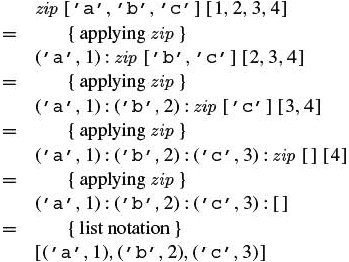 zip ['a','b','c'] [1,2,3,4]
= { applying zip }
('a',1) : zip ['b','c'] [2,3,4]
= { applying zip }
('a',1) : ('b',2) : zip ['c'] [3,4]
= { applying zip }
('a',1) : ('b',2) : ('c',3) : zip [] [4]
= { applying zip }
('a',1) : ('b',2) : ('c',3) : []
= { list notation }
[('a',1),('b',2),('c',3)]